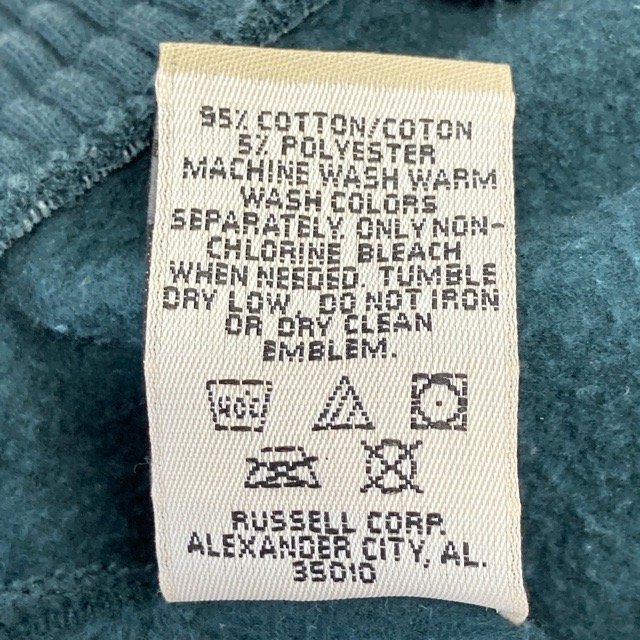 95% COTTON/COTON
5% POLYESTER
MACHINE WASH WARM
WASH COLORS
SEPARATELY ONLY NON-
CHLORINE BLEACH
WHEN NEEDED. TUMBLE
DRY LOW. DO NOT IRON
OR DRY CLEAN
EMBLEM.
RUSSELL CORP.
ALEXANDER CITY, AL.
35010